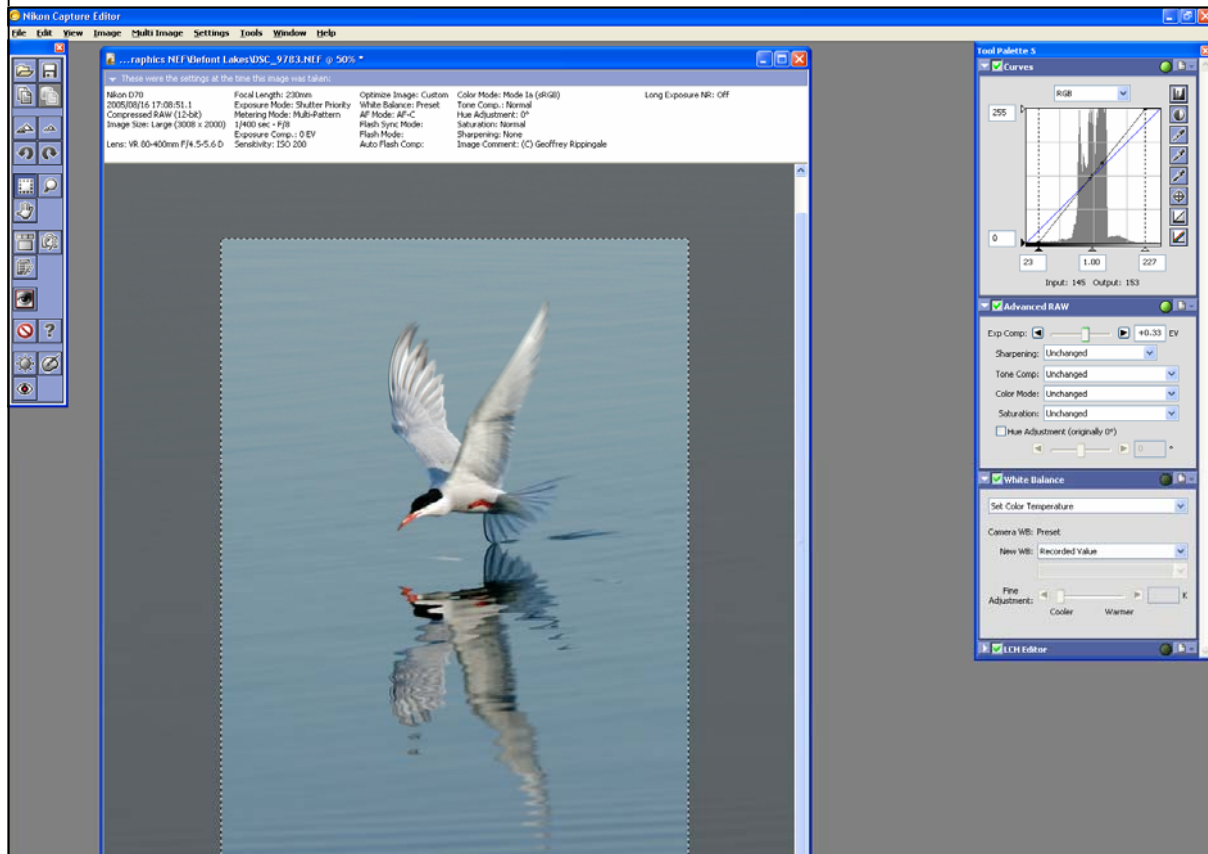 Nikon Capture Editor
File Edit View Image Multi Image Settings Tools Window Help
...raphics NEF\Befont Lakes\DSC_9783.NEF @ 50% *
These were the settings at the time this image was taken:
Nikon D70
2005/08/16 17:08:51.1
Compressed RAW (12-bit)
Image Size: Large (3008 x 2000)
Lens: VR 80-400mm F/4.5-5.6 D
Focal Length: 230mm
Exposure Mode: Shutter Priority
Metering Mode: Multi-Pattern
1/400 sec - F/8
Exposure Comp.: 0 EV
Sensitivity: ISO 200
Optimize Image: Custom
White Balance: Preset
AF Mode: AF-C
Flash Sync Mode:
Flash Mode:
Auto Flash Comp:
Color Mode: Mode Ia (sRGB)
Tone Comp.: Normal
Hue Adjustment: 0°
Saturation: Normal
Sharpening: None
Image Comment: (C) Geoffrey Rippingale
Long Exposure NR: Off
Tool Palette 5
Curves
RGB
255
0
23 1.00 227
Input: 145 Output: 153
Advanced RAW
Exp Comp: +0.33 EV
Sharpening: Unchanged
Tone Comp: Unchanged
Color Mode: Unchanged
Saturation: Unchanged
Hue Adjustment (originally 0°)
0 °
White Balance
Set Color Temperature
Camera WB: Preset
New WB: Recorded Value
Fine
Adjustment: K
Cooler Warmer
LCH Editor